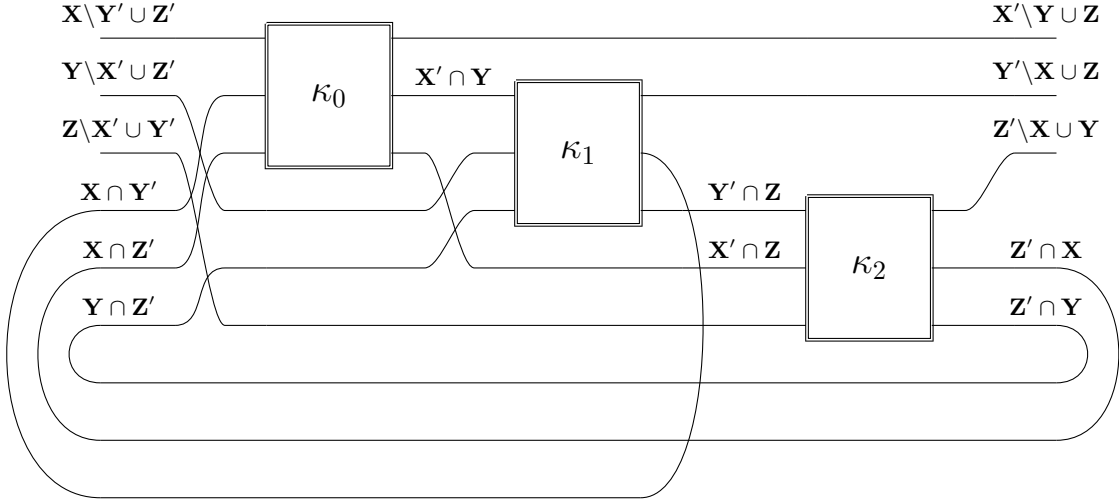 X\Y′ ∪ Z′
X′\Y ∪ Z
Y\X′ ∪ Z′
κ₀
X′ ∩ Y
Y′\X ∪ Z
Z\X′ ∪ Y′
κ₁
Z′\X ∪ Y
X ∩ Y′
Y′ ∩ Z
X ∩ Z′
X′ ∩ Z
κ₂
Z′ ∩ X
Y ∩ Z′
Z′ ∩ Y